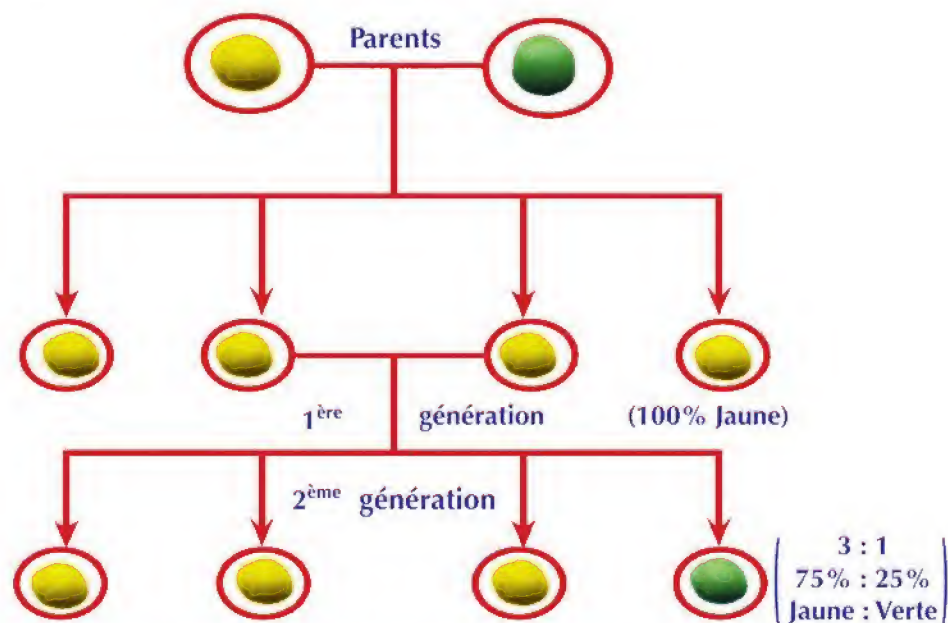 Parents
1ère génération (100% Jaune)
2ème génération
3 : 1
75% : 25%
Jaune : Verte